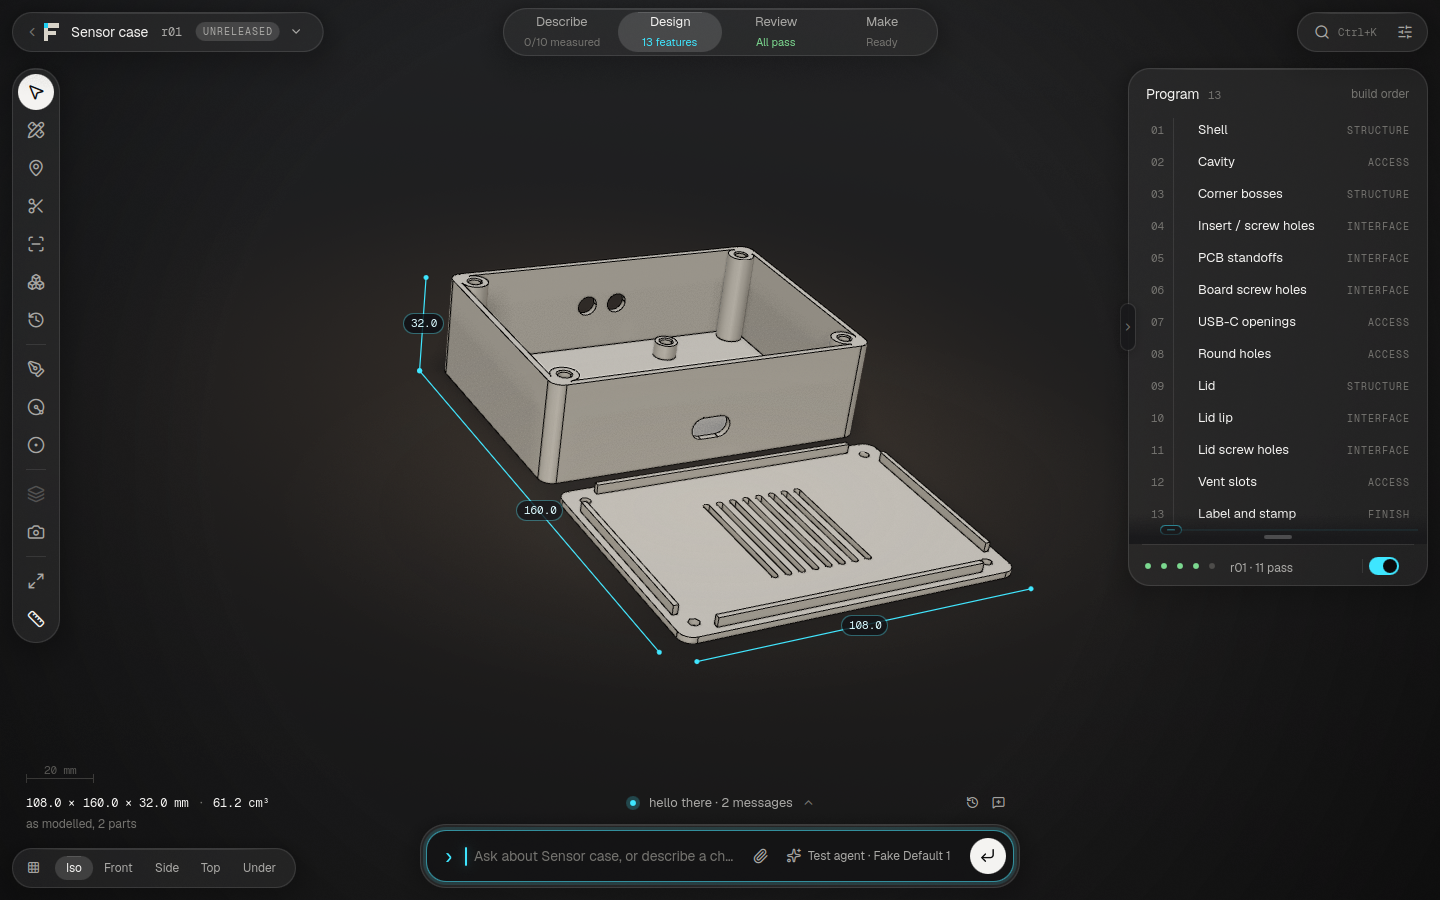 Sensor case r01 UNRELEASED
Describe
0/10 measured
Design
13 features
Review
All pass
Make
Ready
Ctrl+K
Program 13 build order
01 Shell STRUCTURE
02 Cavity ACCESS
03 Corner bosses STRUCTURE
04 Insert / screw holes INTERFACE
05 PCB standoffs INTERFACE
06 Board screw holes INTERFACE
07 USB-C openings ACCESS
08 Round holes ACCESS
09 Lid STRUCTURE
10 Lid lip INTERFACE
11 Lid screw holes INTERFACE
12 Vent slots ACCESS
13 Label and stamp FINISH
r01 · 11 pass
32.0
160.0
108.0
20 mm
108.0 × 160.0 × 32.0 mm · 61.2 cm³
as modelled, 2 parts
Iso Front Side Top Under
hello there · 2 messages
Ask about Sensor case, or describe a ch… Test agent · Fake Default 1